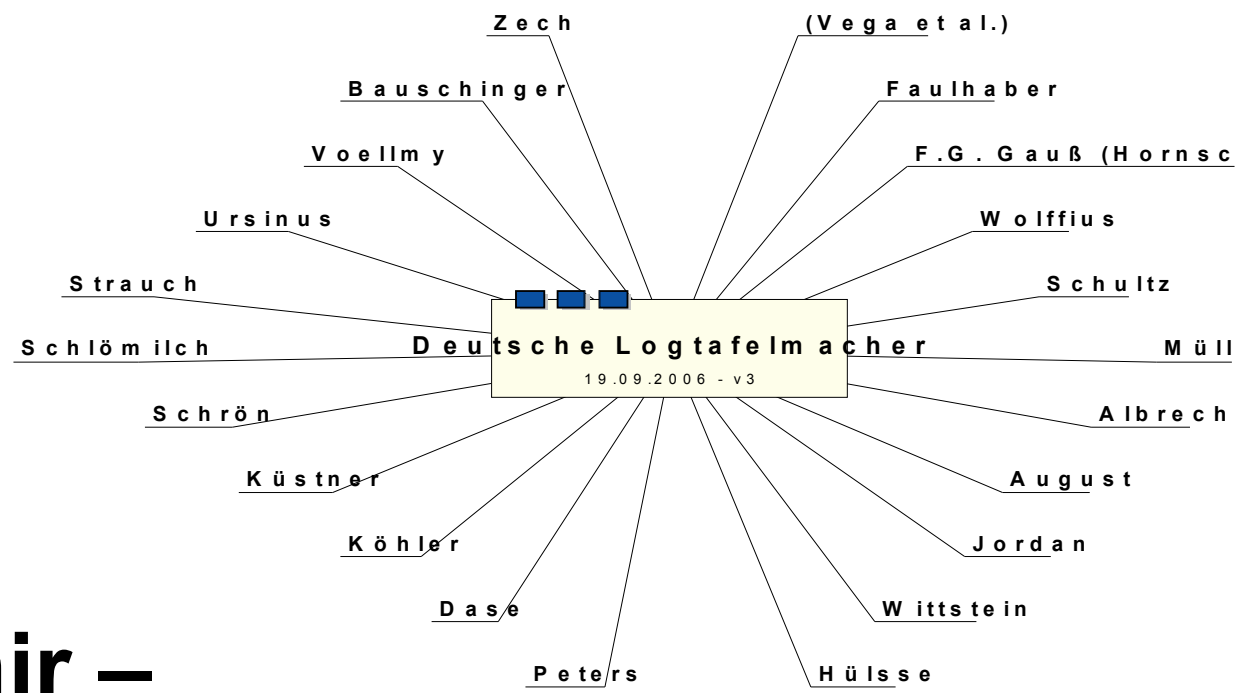 Zech
(Vega et al.)
Bauschinger
Faulhaber
Voellmy
F.G. Gauß (Hornsc
Ursinus
Wolffius
Strauch
Schultz
Schlömilch
Deutsche Logtafelmacher
Müll
19.09.2006 - v3
Schrön
Albrech
Küstner
August
Köhler
Jordan
Dase
Wittstein
Peters
Hülsse
ir –